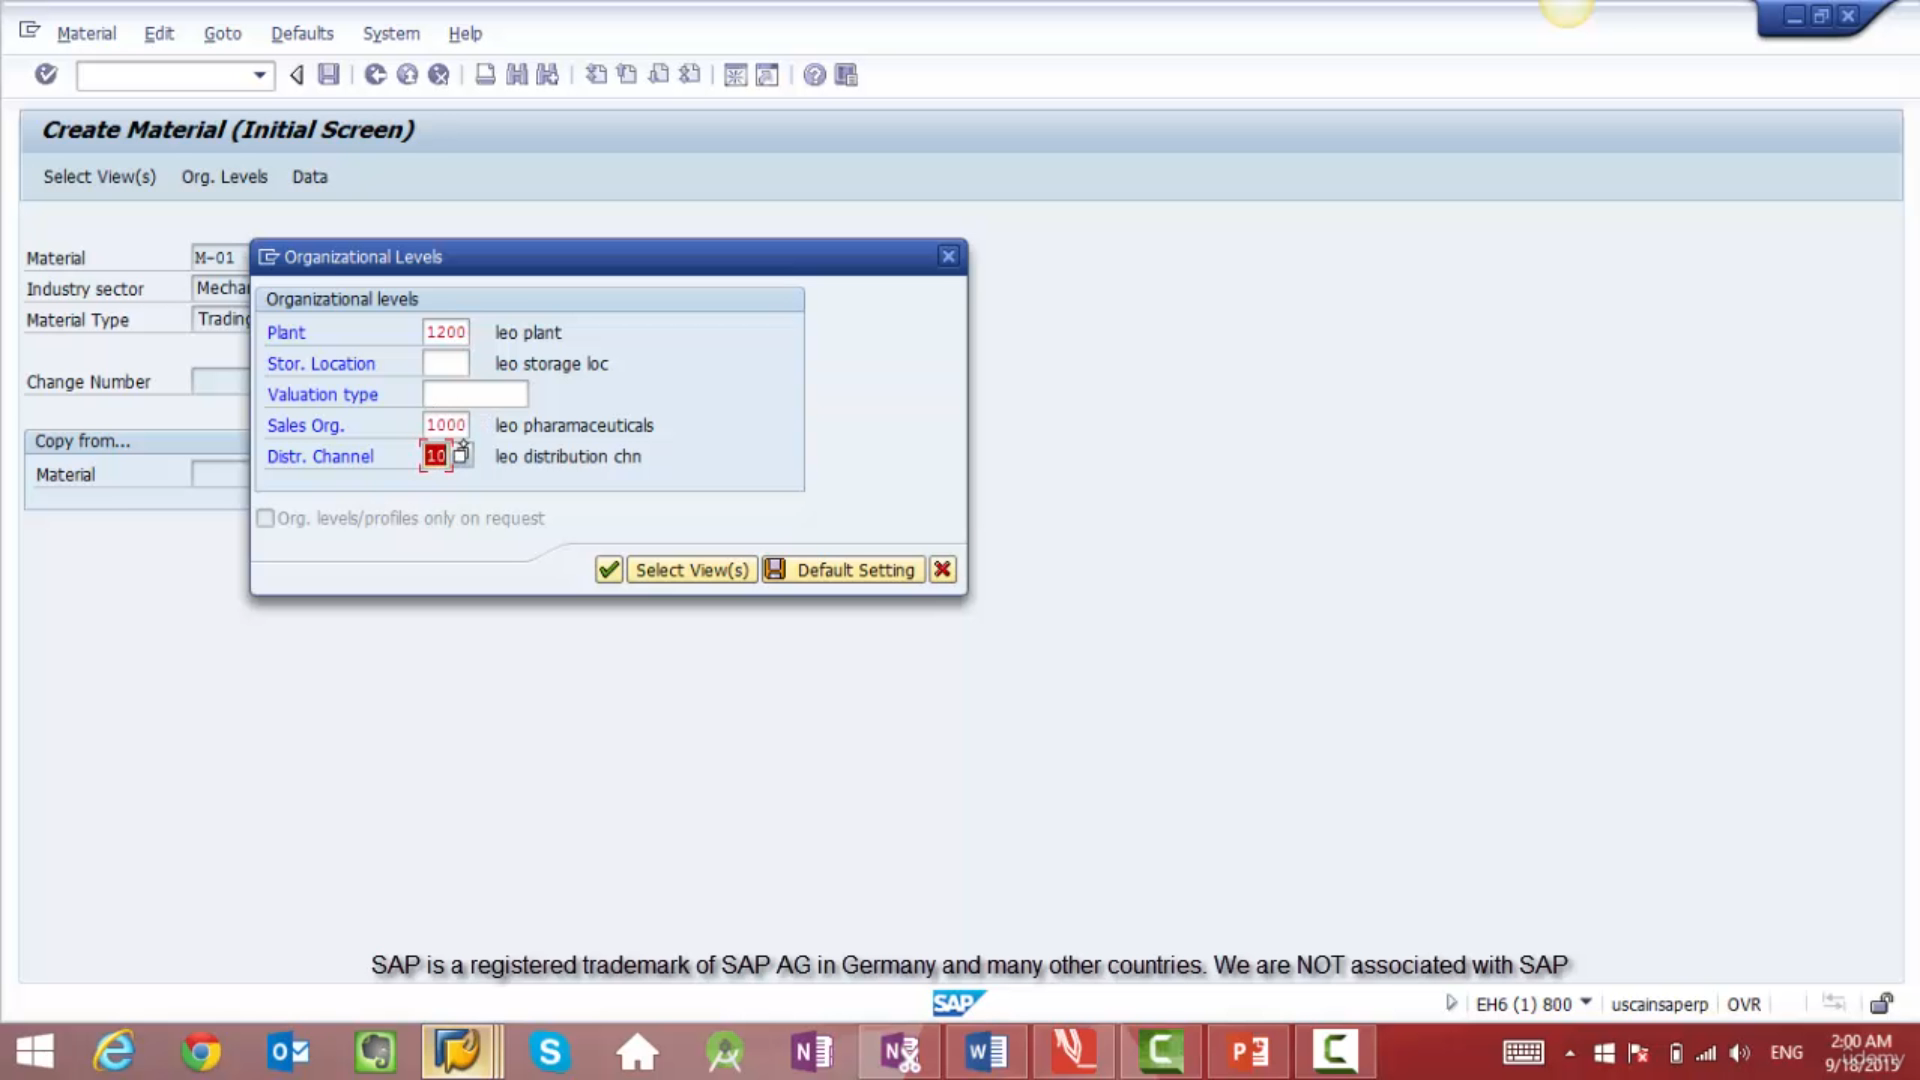 Material Edit Goto Defaults System Help
Create Material (Initial Screen)
Select View(s) Org. Levels Data
Material M-01
Industry sector Mechan
Material Type Trading
Change Number
Copy from...
Material
Organizational Levels
Organizational levels
Plant 1200 leo plant
Stor. Location leo storage loc
Valuation type
Sales Org. 1000 leo pharamaceuticals
Distr. Channel 10 leo distribution chn
Org. levels/profiles only on request
Select View(s) Default Setting
SAP is a registered trademark of SAP AG in Germany and many other countries. We are NOT associated with SAP
SAP
EH6 (1) 800 uscainsaperp OVR
ENG
2:00 AM
9/18/2015
udemy